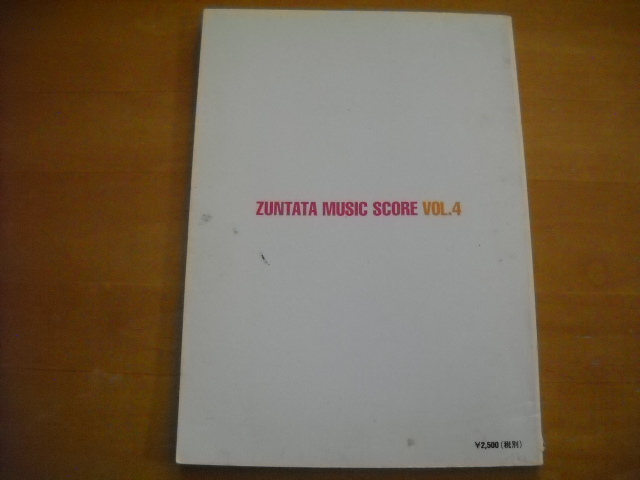 ZUNTATA MUSIC SCORE VOL.4
¥2,500(税別)